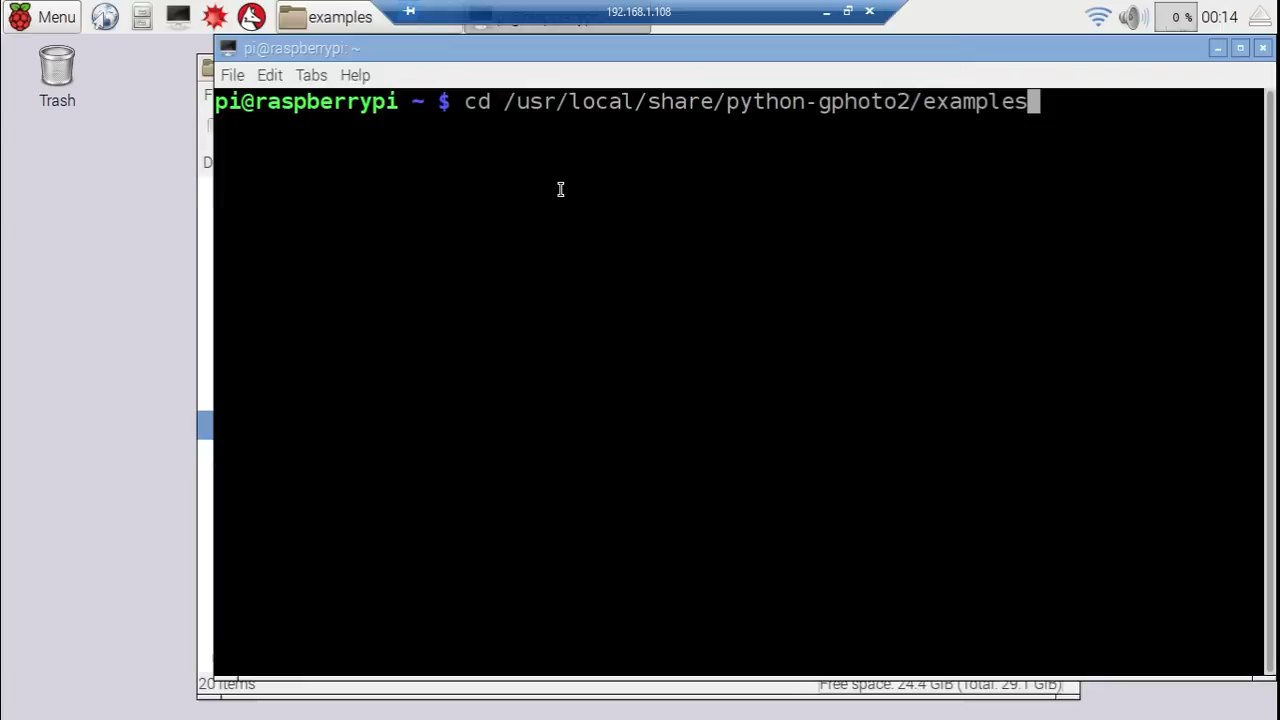 Menu
examples
192.168.1.108
0 %
00:14
Trash
pi@raspberrypi: ~
File Edit Tabs Help
pi@raspberrypi ~ $ cd /usr/local/share/python-gphoto2/examples
20 items
Free space: 24.4 GiB (Total: 29.1 GiB)